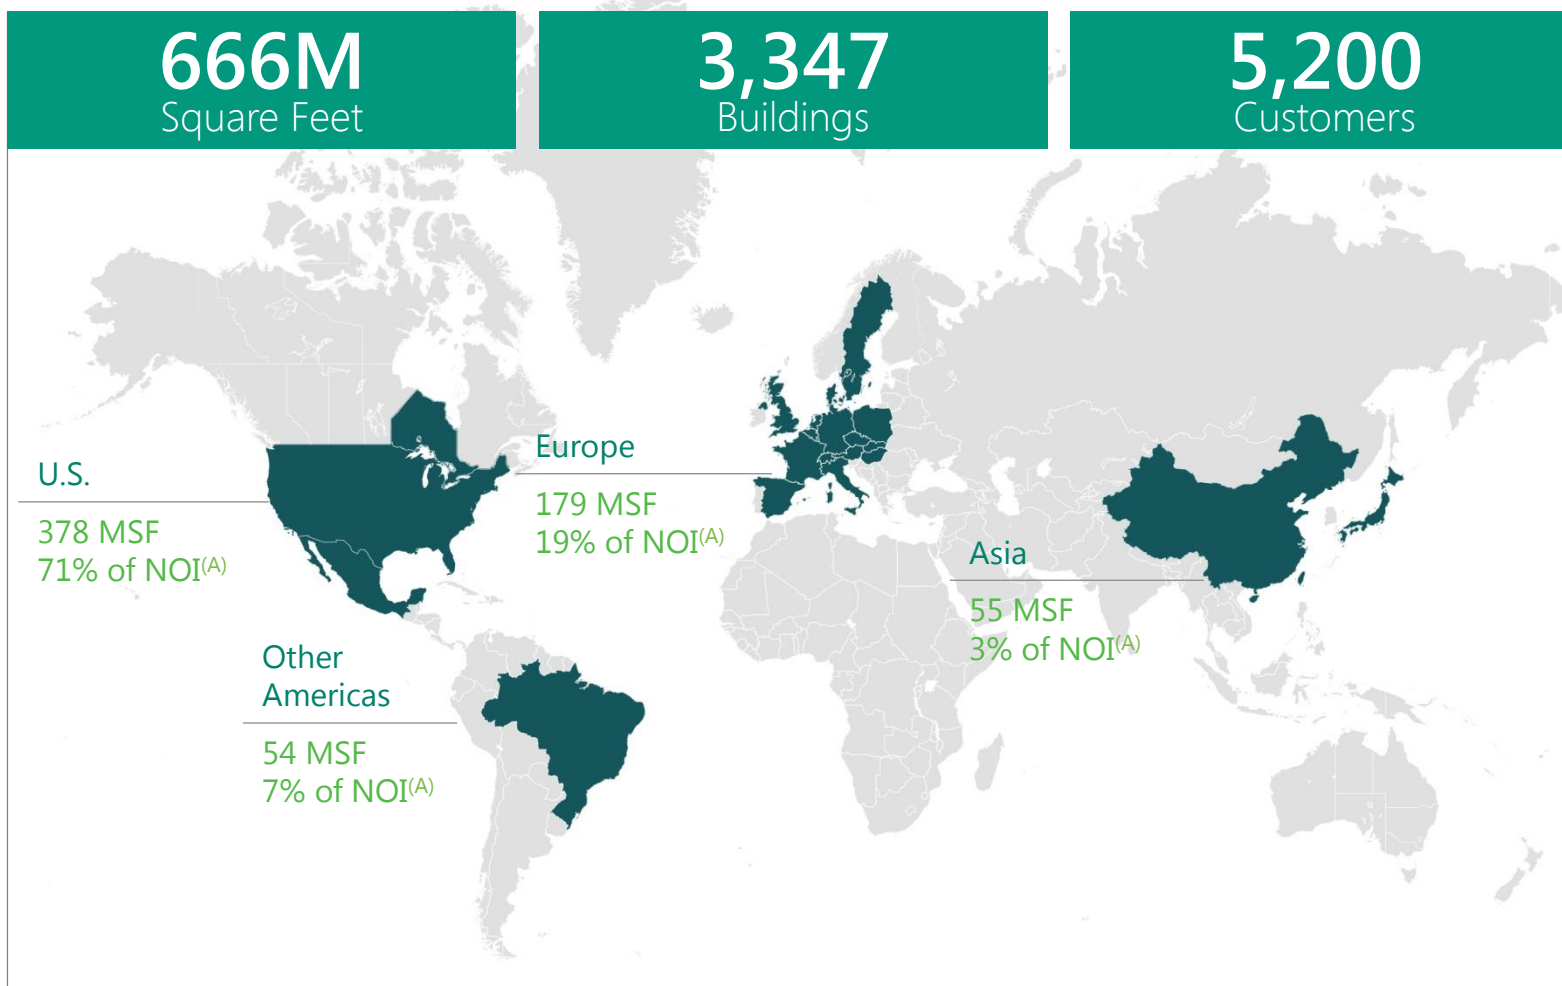 666M
Square Feet
3,347
Buildings
5,200
Customers
U.S.
378 MSF
71% of NOI(A)
Europe
179 MSF
19% of NOI(A)
Asia
55 MSF
3% of NOI(A)
Other
Americas
54 MSF
7% of NOI(A)